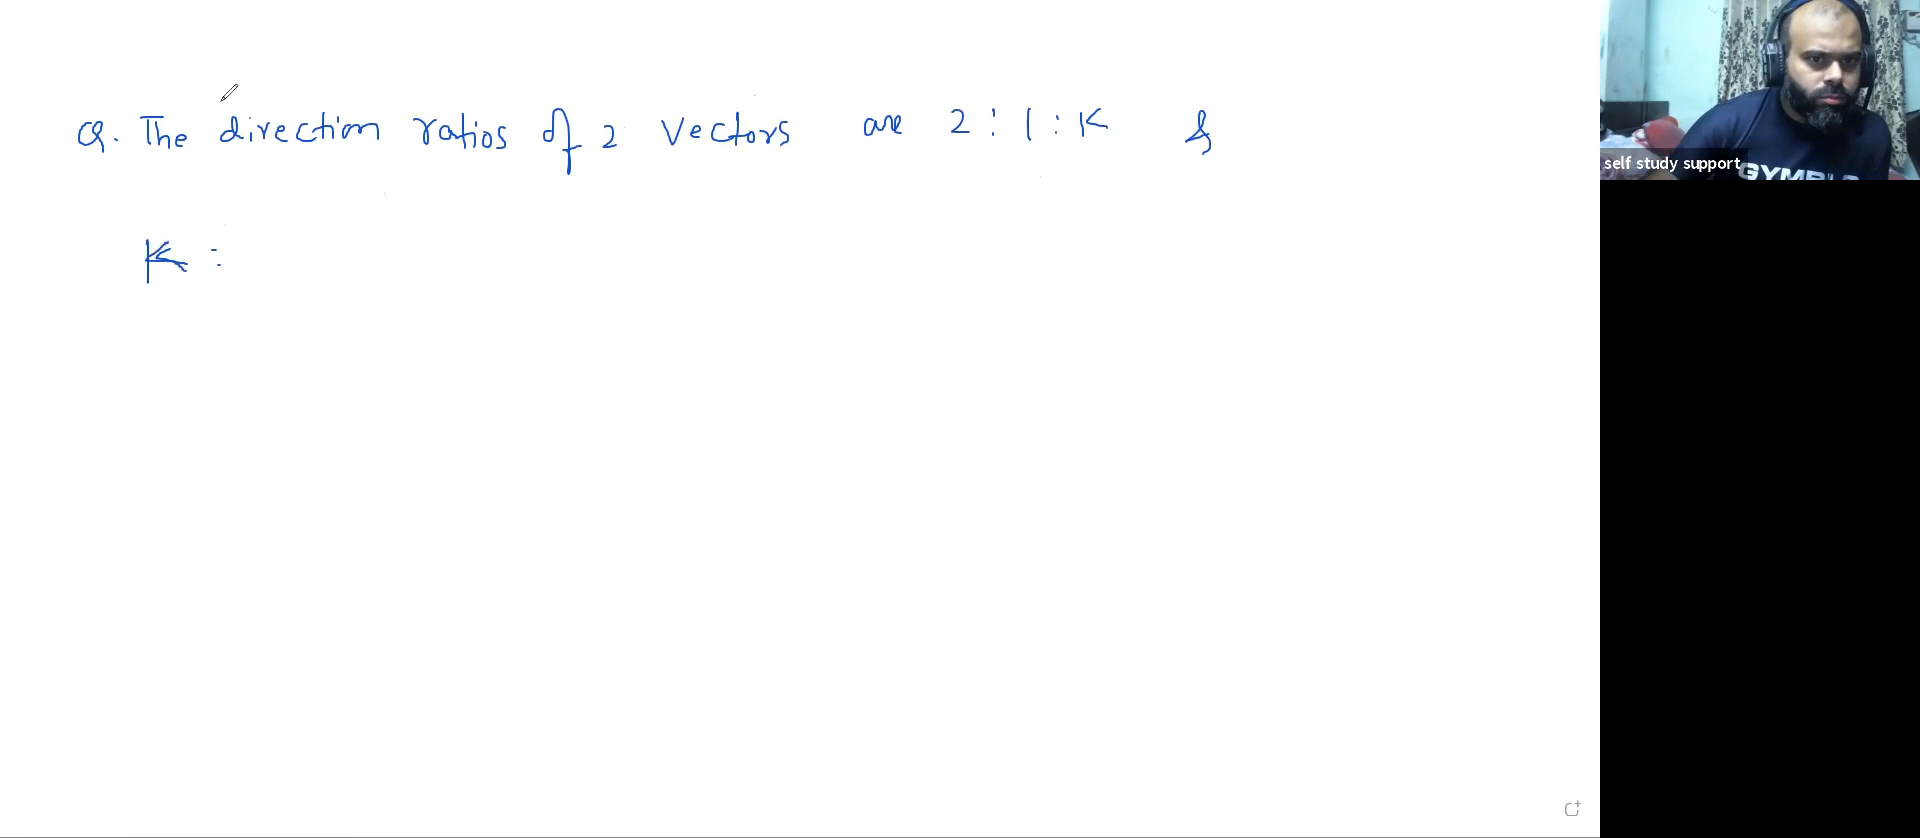 Q. The direction ratios of 2 vectors are 2 : 1 : K &
K :
self study support